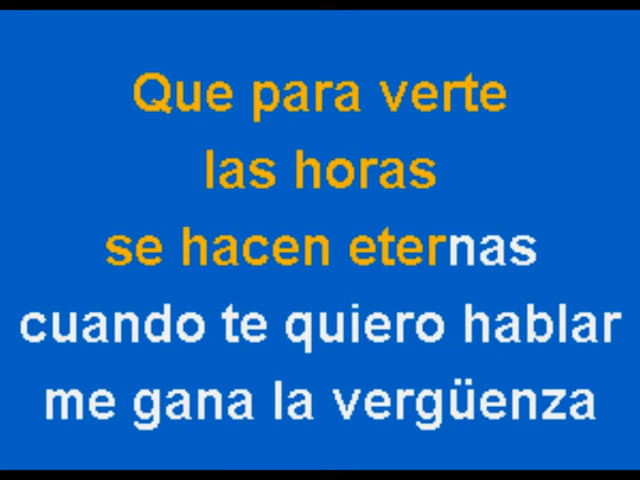 Que para verte
las horas
se hacen eternas
cuando te quiero hablar
me gana la vergüenza